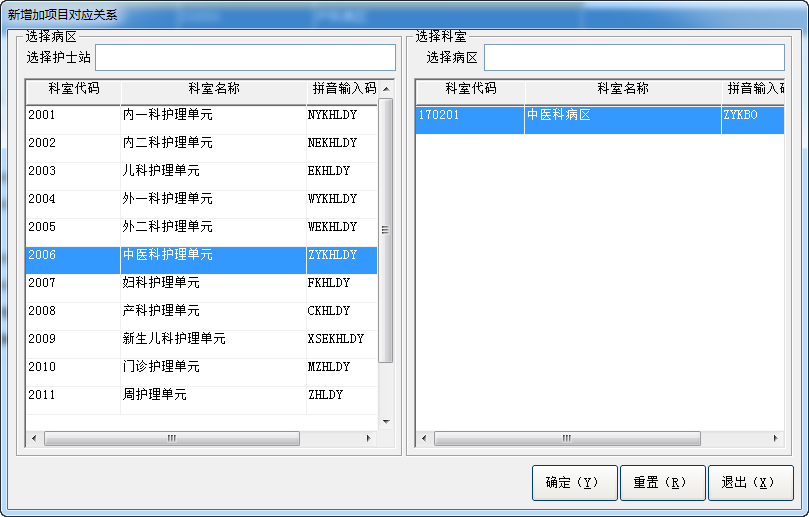 新增加项目对应关系
选择病区
选择护士站
科室代码 科室名称 拼音输入码
2001 内一科护理单元 NYKHLDY
2002 内二科护理单元 NEKHLDY
2003 儿科护理单元 EKHLDY
2004 外一科护理单元 WYKHLDY
2005 外二科护理单元 WEKHLDY
2006 中医科护理单元 ZYKHLDY
2007 妇科护理单元 FKHLDY
2008 产科护理单元 CKHLDY
2009 新生儿科护理单元 XSEKHLDY
2010 门诊护理单元 MZHLDY
2011 周护理单元 ZHLDY
选择科室
选择病区
科室代码 科室名称 拼音输入码
170201 中医科病区 ZYKBO
确定(Y) 重置(R) 退出(X)